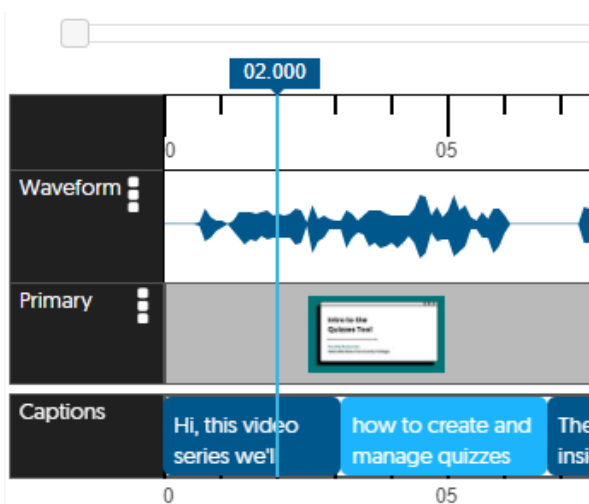 02.000
0 05
Waveform
Primary
Intro to the
Quizzes Tool
Captions
Hi, this video
series we'l
how to create and
manage quizzes
The
insi
0 05